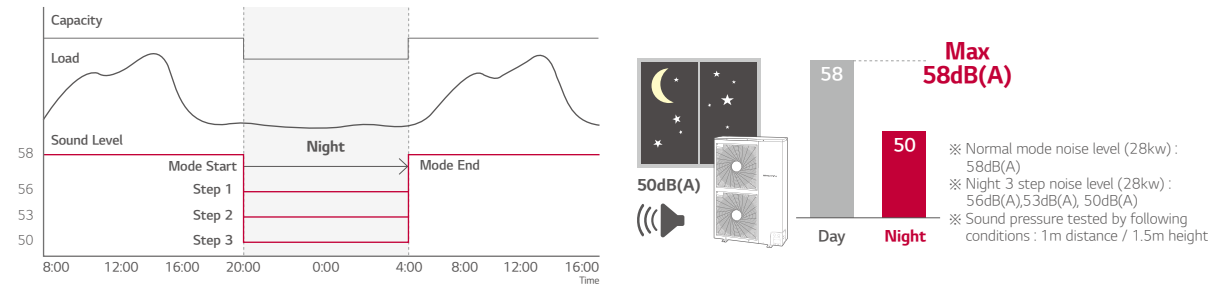 Capacity
Load
Sound Level
Night
58
Mode Start
Mode End
56
Step 1
53
Step 2
50
Step 3
8:00
12:00
16:00
20:00
0:00
4:00
8:00
12:00
16:00
Time
50dB(A)
Max
58dB(A)
58
50
Day
Night
※ Normal mode noise level (28kw) :
58dB(A)
※ Night 3 step noise level (28kw) :
56dB(A),53dB(A), 50dB(A)
※ Sound pressure tested by following
conditions : 1m distance / 1.5m height